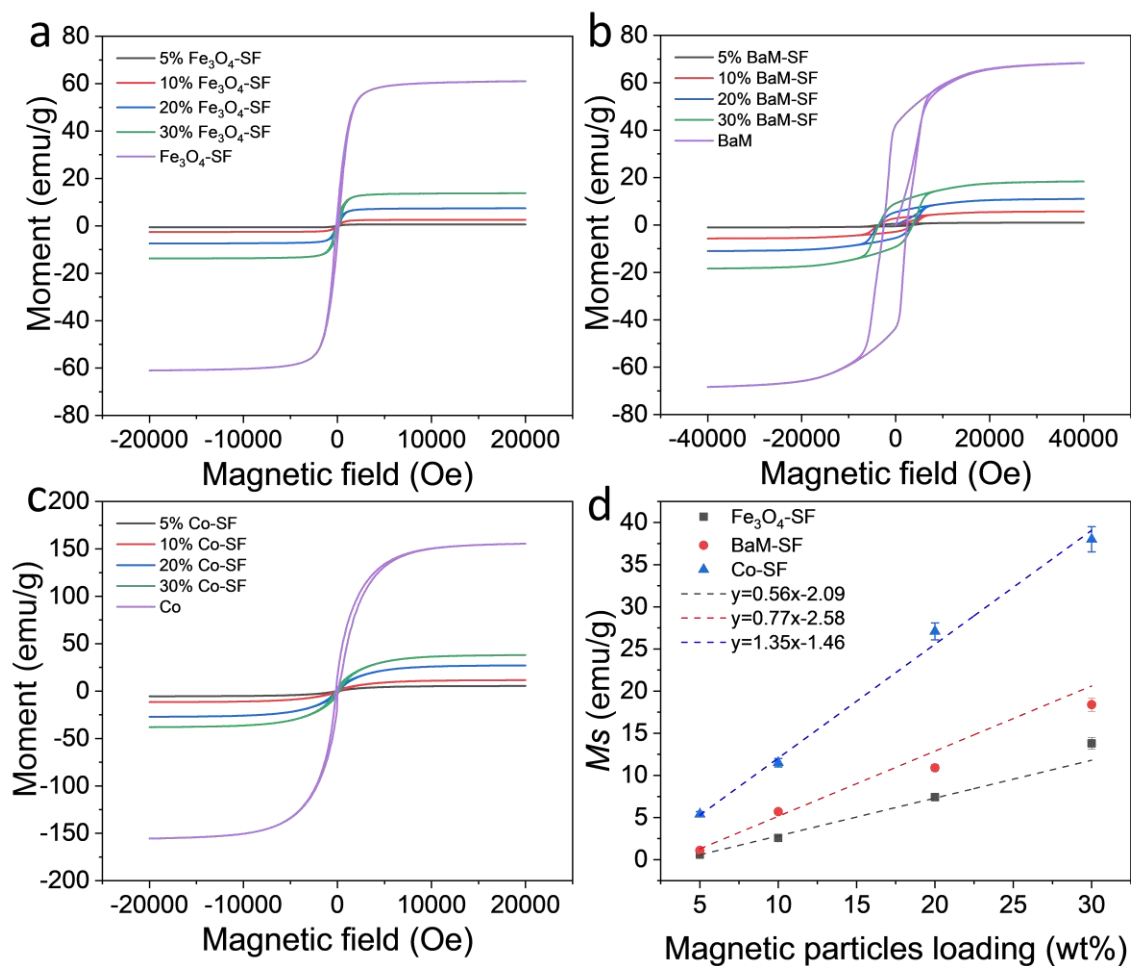 a
80
60
40
20
0
-20
-40
-60
-80
Moment (emu/g)
5% Fe₃O₄-SF
10% Fe₃O₄-SF
20% Fe₃O₄-SF
30% Fe₃O₄-SF
Fe₃O₄-SF
-20000 -10000 0 10000 20000
Magnetic field (Oe)
b
80
60
40
20
0
-20
-40
-60
-80
Moment (emu/g)
5% BaM-SF
10% BaM-SF
20% BaM-SF
30% BaM-SF
BaM
-40000 -20000 0 20000 40000
Magnetic field (Oe)
c
200
150
100
50
0
-50
-100
-150
-200
Moment (emu/g)
5% Co-SF
10% Co-SF
20% Co-SF
30% Co-SF
Co
-20000 -10000 0 10000 20000
Magnetic field (Oe)
d
40
35
30
25
20
15
10
5
0
Ms (emu/g)
Fe₃O₄-SF
BaM-SF
Co-SF
y=0.56x-2.09
y=0.77x-2.58
y=1.35x-1.46
5 10 15 20 25 30
Magnetic particles loading (wt%)